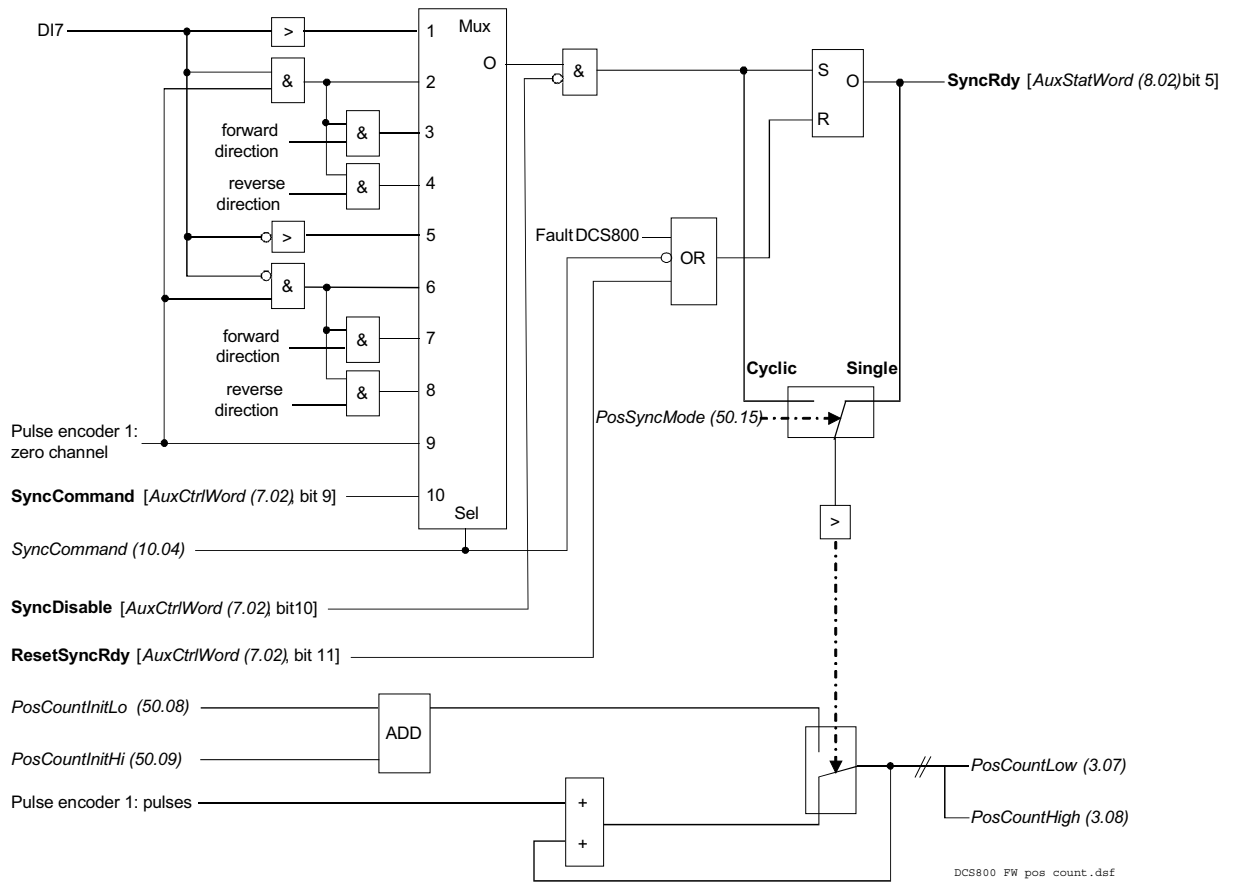 DI7
>
1
Mux
O
&
2
&
S
O
R
SyncRdy [AuxStatWord (8.02)bit 5]
forward
direction
&
3
reverse
direction
&
4
>
5
Fault DCS800
OR
&
6
forward
direction
&
7
reverse
direction
&
8
Cyclic
Single
PosSyncMode (50.15)
Pulse encoder 1:
zero channel
9
SyncCommand [AuxCtrlWord (7.02), bit 9]
10
Sel
>
SyncCommand (10.04)
SyncDisable [AuxCtrlWord (7.02), bit10]
ResetSyncRdy [AuxCtrlWord (7.02), bit 11]
PosCountInitLo (50.08)
ADD
PosCountInitHi (50.09)
PosCountLow (3.07)
Pulse encoder 1: pulses
+
+
PosCountHigh (3.08)
DCS800 FW pos count.dsf